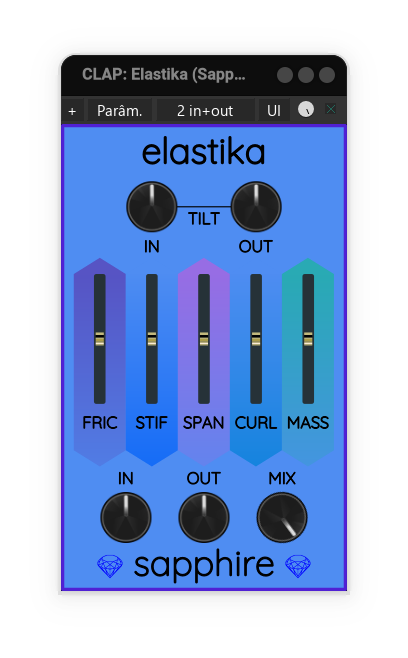 CLAP: Elastika (Sapp...
+ Parâm. 2 in+out UI
elastika
TILT
IN OUT
FRIC STIF SPAN CURL MASS
IN OUT MIX
sapphire